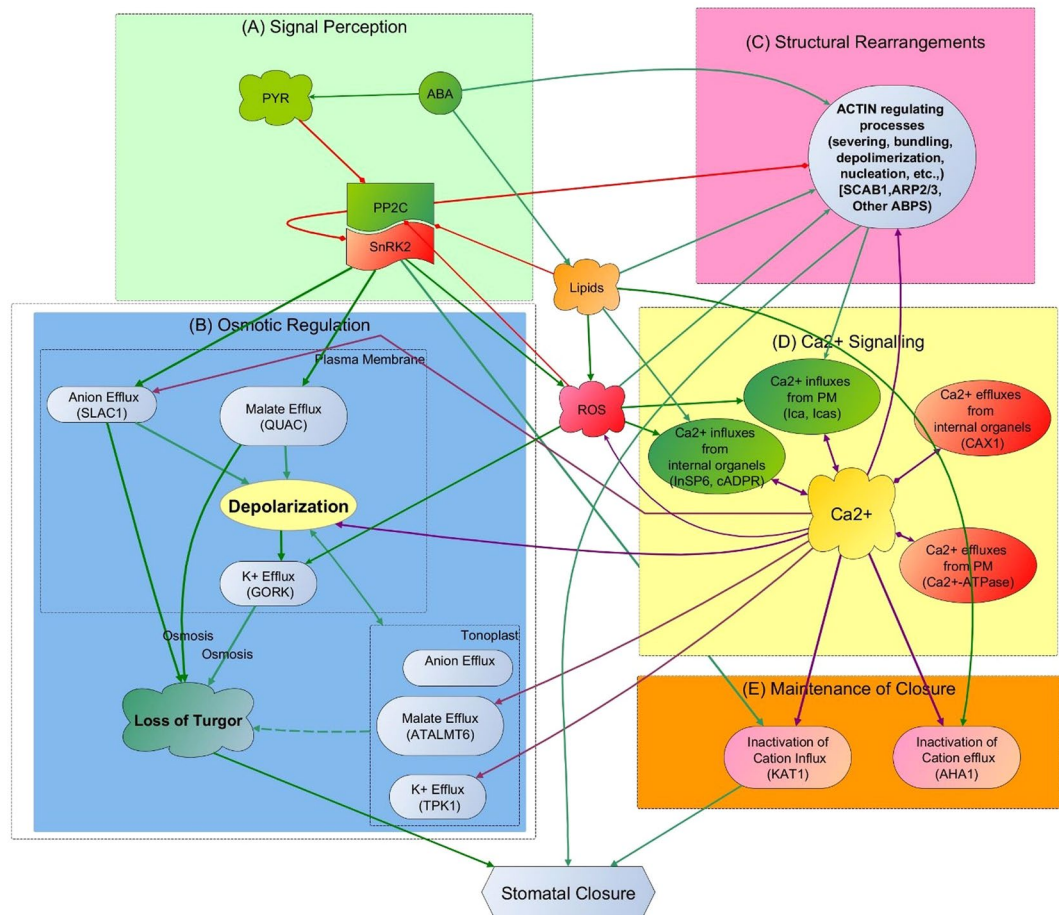 (A) Signal Perception
PYR
ABA
PP2C
SnRK2
(C) Structural Rearrangements
ACTIN regulating
processes
(severing, bundling,
depolimerization,
nucleation, etc.,)
[SCAB1,ARP2/3,
Other ABPS)
Lipids
ROS
(B) Osmotic Regulation
Plasma Membrane
Anion Efflux
(SLAC1)
Malate Efflux
(QUAC)
Depolarization
K+ Efflux
(GORK)
Osmosis
Osmosis
Loss of Turgor
Tonoplast
Anion Efflux
Malate Efflux
(ATALMT6)
K+ Efflux
(TPK1)
(D) Ca2+ Signalling
Ca2+ influxes
from PM
(Ica, Icas)
Ca2+ effluxes
from
internal organels
(CAX1)
Ca2+ influxes
from
internal organels
(InSP6, cADPR)
Ca2+
Ca2+ effluxes
from PM
(Ca2+-ATPase)
(E) Maintenance of Closure
Inactivation of
Cation Influx
(KAT1)
Inactivation of
Cation efflux
(AHA1)
Stomatal Closure